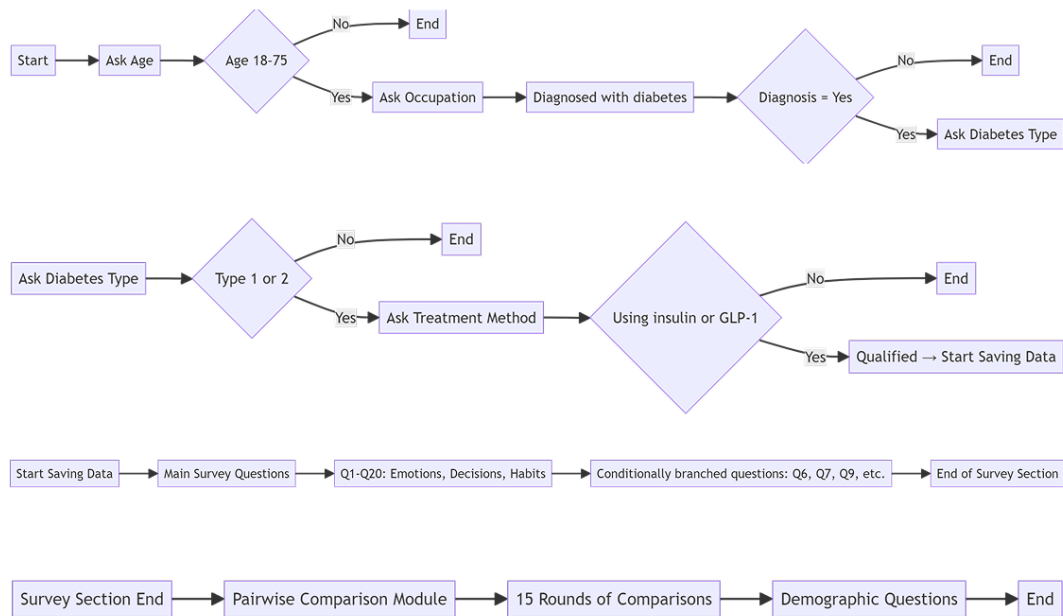 Start
Ask Age
Age 18-75
No
End
Yes
Ask Occupation
Diagnosed with diabetes
Diagnosis = Yes
No
End
Yes
Ask Diabetes Type
Ask Diabetes Type
Type 1 or 2
No
End
Yes
Ask Treatment Method
Using insulin or GLP-1
No
End
Yes
Qualified → Start Saving Data
Start Saving Data
Main Survey Questions
Q1-Q20: Emotions, Decisions, Habits
Conditionally branched questions: Q6, Q7, Q9, etc.
End of Survey Section
Survey Section End
Pairwise Comparison Module
15 Rounds of Comparisons
Demographic Questions
End